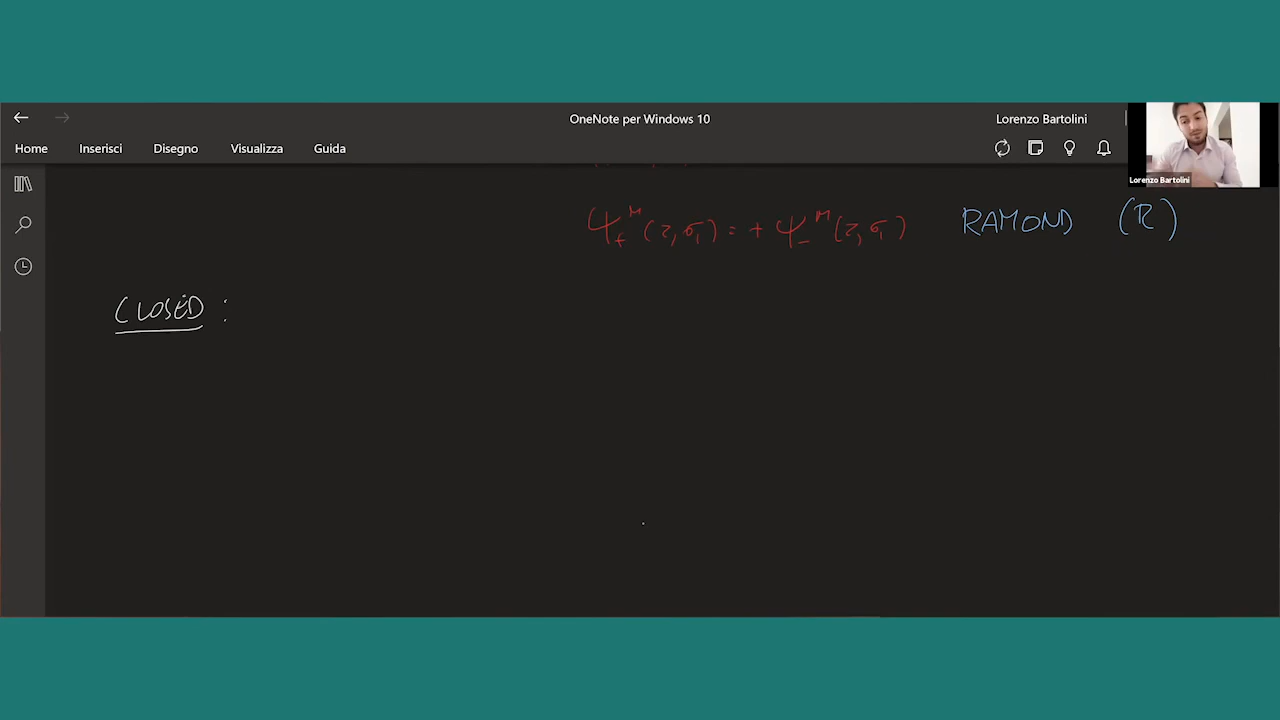 OneNote per Windows 10
Lorenzo Bartolini
Home Inserisci Disegno Visualizza Guida
Lorenzo Bartolini
ψ₊^M (τ, σ₁) = + ψ₋^M (τ, σ₁) RAMOND (R)
CLOSED :